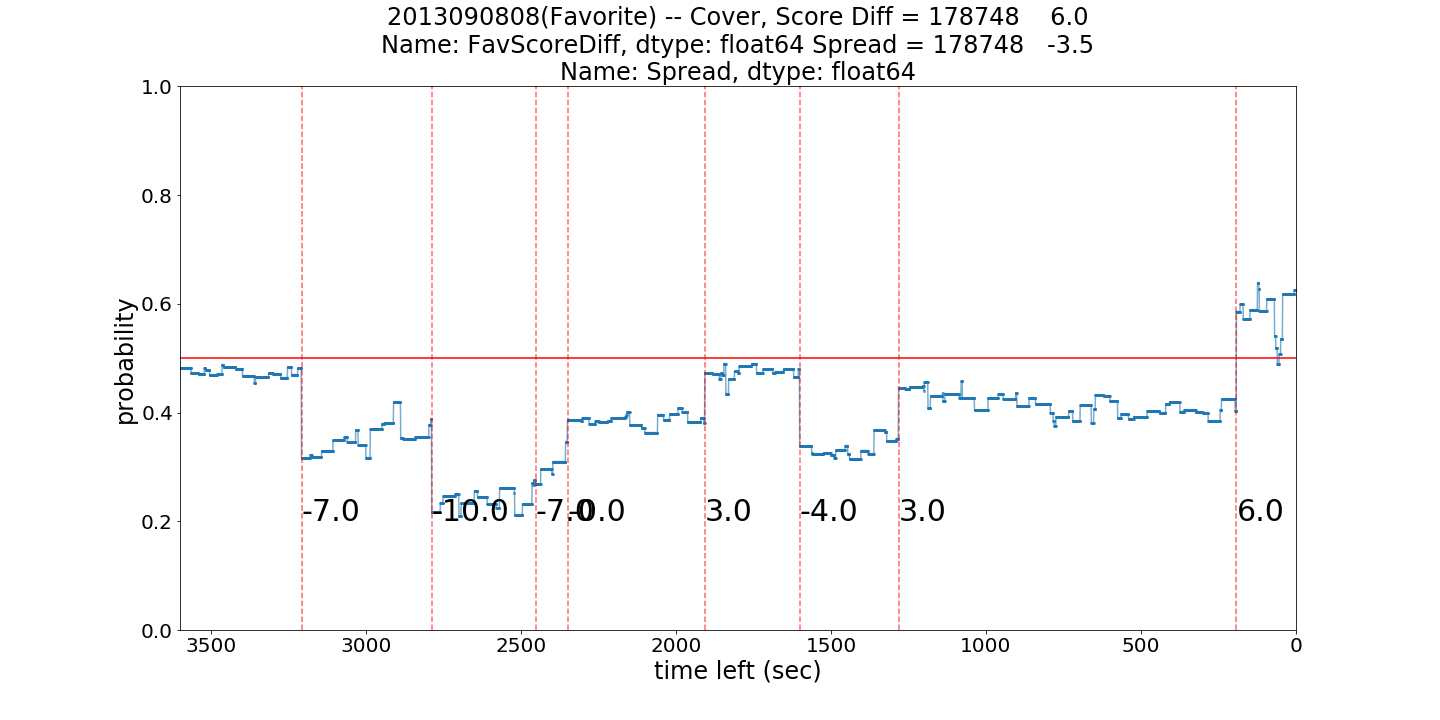 2013090808(Favorite) -- Cover, Score Diff = 178748    6.0
Name: FavScoreDiff, dtype: float64 Spread = 178748   -3.5
Name: Spread, dtype: float64
1.0
0.8
0.6
0.4
0.2
0.0
probability
-7.0
-10.0
-7.0
-0.0
3.0
-4.0
3.0
6.0
3500 3000 2500 2000 1500 1000 500 0
time left (sec)